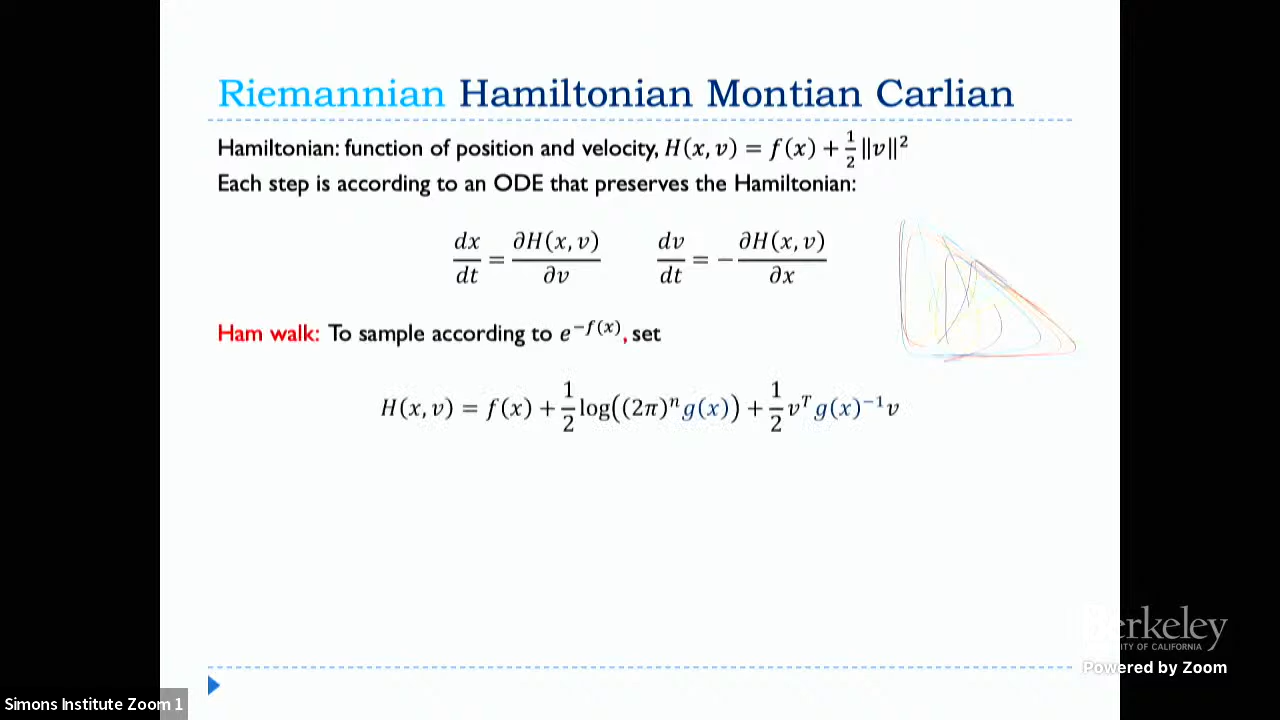 Riemannian Hamiltonian Montian Carlian
Hamiltonian: function of position and velocity, H(x, v) = f(x) + 1/2 ||v||²
Each step is according to an ODE that preserves the Hamiltonian:
dx/dt = ∂H(x, v)/∂v    dv/dt = − ∂H(x, v)/∂x
Ham walk: To sample according to e^{−f(x)}, set
H(x, v) = f(x) + 1/2 log((2π)ⁿ g(x)) + 1/2 vᵀ g(x)⁻¹ v
Berkeley
ITY OF CALIFORNIA
Powered by Zoom
Simons Institute Zoom 1